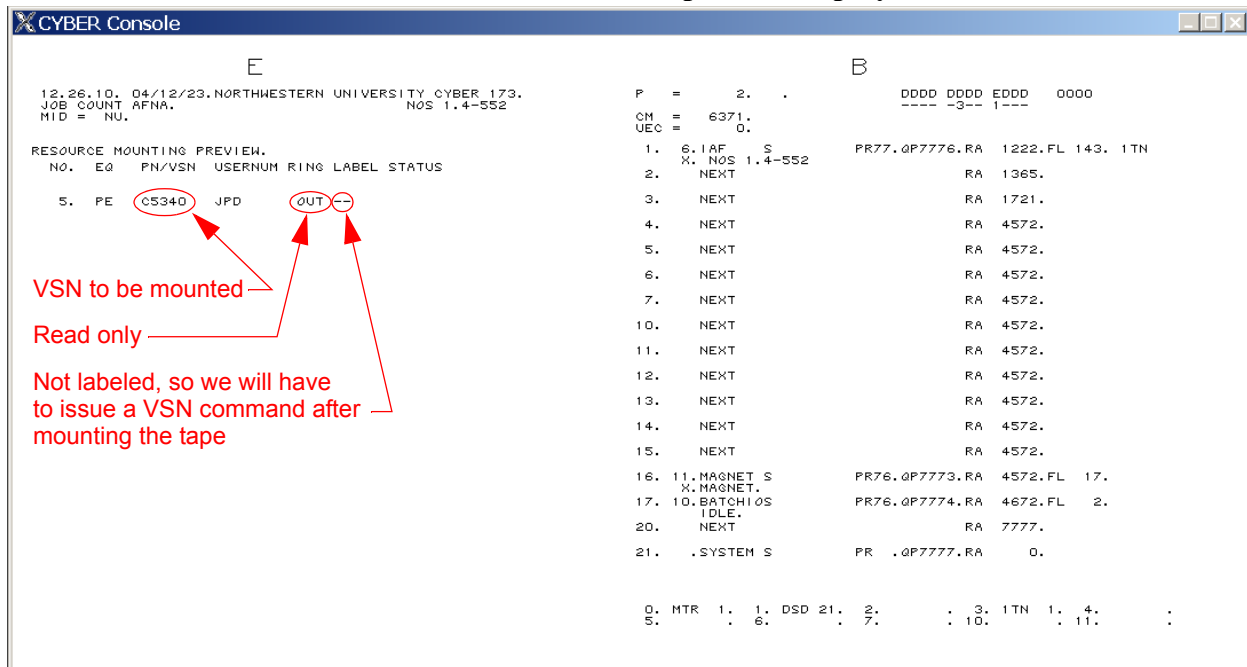 CYBER Console
E
12.26.10. 04/12/23.NORTHWESTERN UNIVERSITY CYBER 173.
JOB COUNT AFNA. NOS 1.4-552
MID = NU.
RESOURCE MOUNTING PREVIEW.
NO. EQ PN/VSN USERNUM RING LABEL STATUS
5. PE C5340 JPD OUT --
VSN to be mounted
Read only
Not labeled, so we will have
to issue a VSN command after
mounting the tape
B
P = 2. . DDDD DDDD EDDD 0000
---- -3-- 1---
CM = 6371.
UEC = 0.
1. 6.IAF S PR77.QP7776.RA 1222.FL 143. 1TN
X. NOS 1.4-552
2. NEXT RA 1365.
3. NEXT RA 1721.
4. NEXT RA 4572.
5. NEXT RA 4572.
6. NEXT RA 4572.
7. NEXT RA 4572.
10. NEXT RA 4572.
11. NEXT RA 4572.
12. NEXT RA 4572.
13. NEXT RA 4572.
14. NEXT RA 4572.
15. NEXT RA 4572.
16. 11.MAGNET S PR76.QP7773.RA 4572.FL 17.
X.MAGNET.
17. 10.BATCHIOS PR76.QP7774.RA 4672.FL 2.
IDLE.
20. NEXT RA 7777.
21. .SYSTEM S PR .QP7777.RA 0.
0. MTR 1. 1. DSD 21. 2. . 3. 1TN 1. 4. .
5. . 6. . 7. . 10. . 11. .